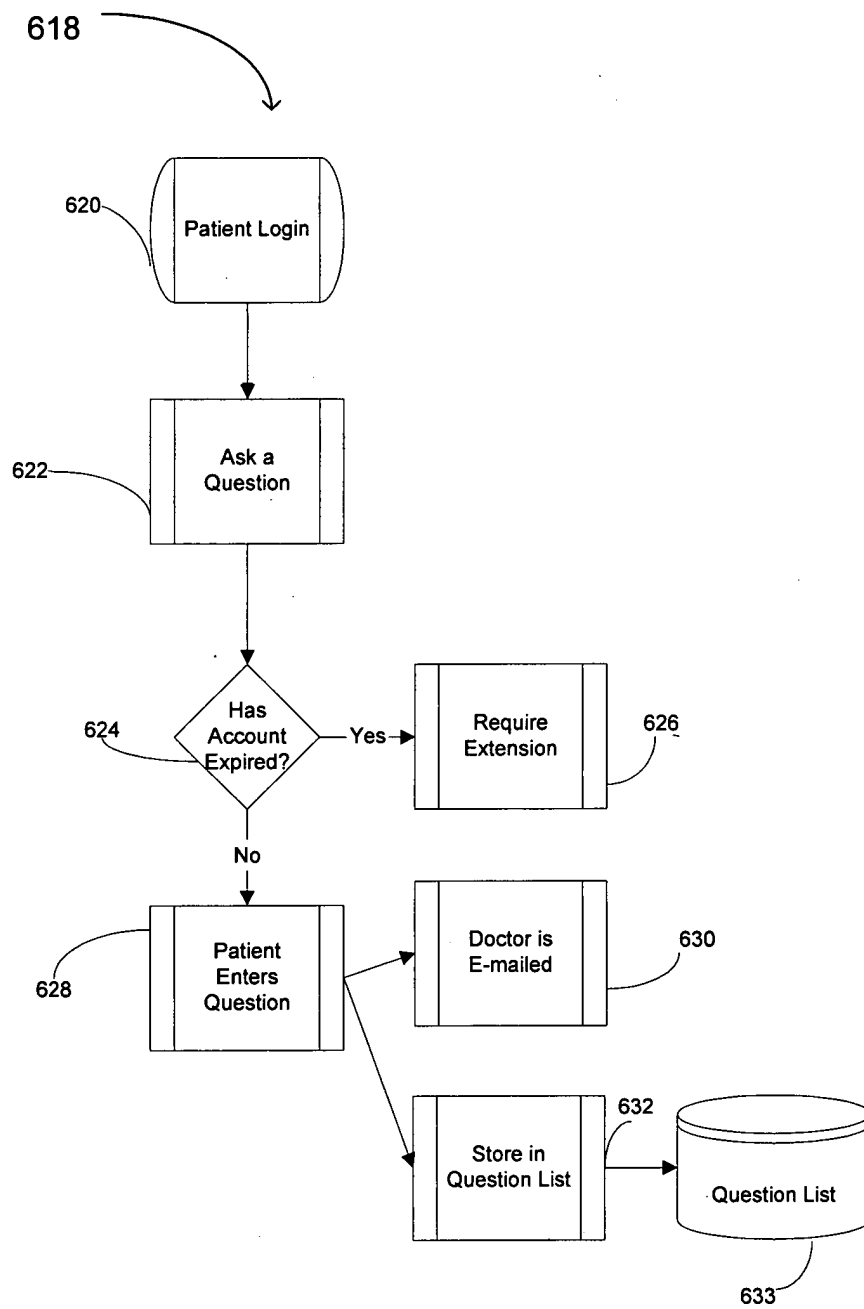 618
620
Patient Login
622
Ask a
Question
624
Has
Account
Expired?
Yes
Require
Extension
626
No
628
Patient
Enters
Question
Doctor is
E-mailed
630
632
Store in
Question List
Question List
633